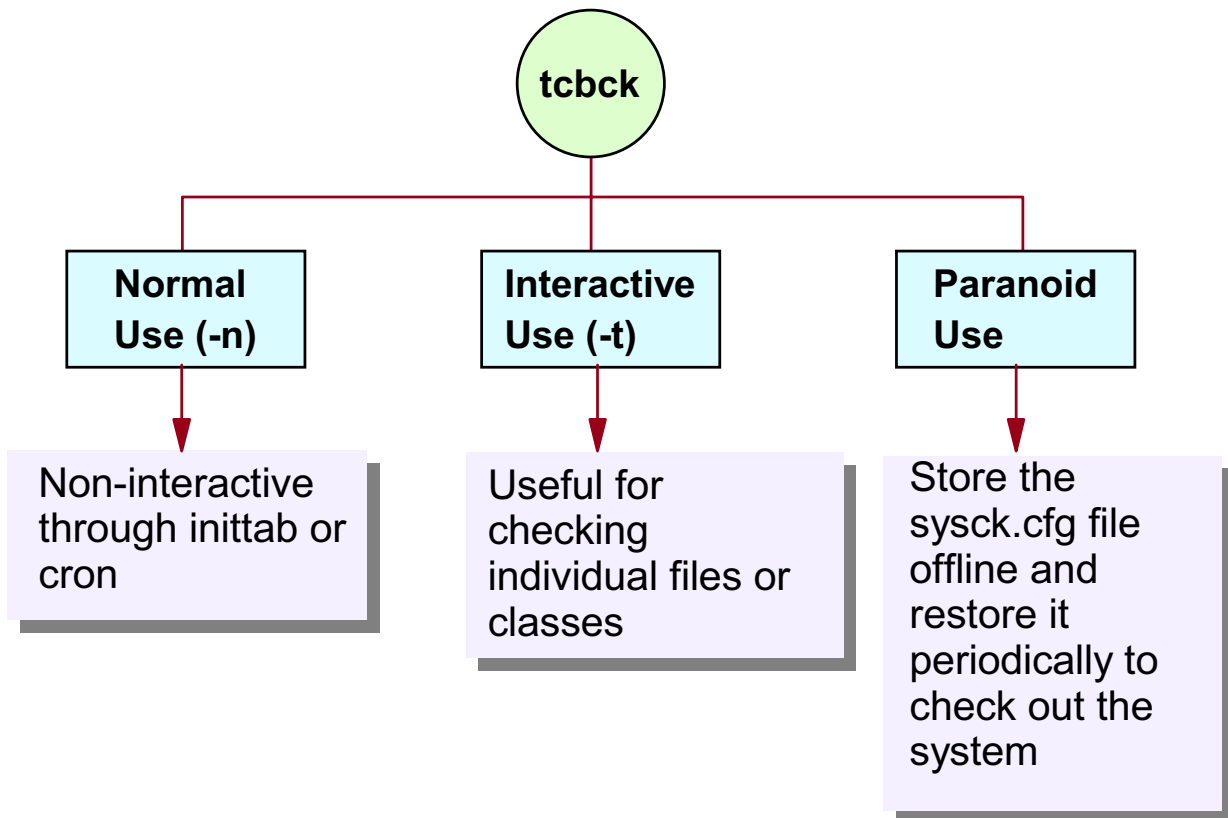 tcbck
Normal
Use (-n)
Interactive
Use (-t)
Paranoid
Use
Non-interactive
through inittab or
cron
Useful for
checking
individual files or
classes
Store the
sysck.cfg file
offline and
restore it
periodically to
check out the
system